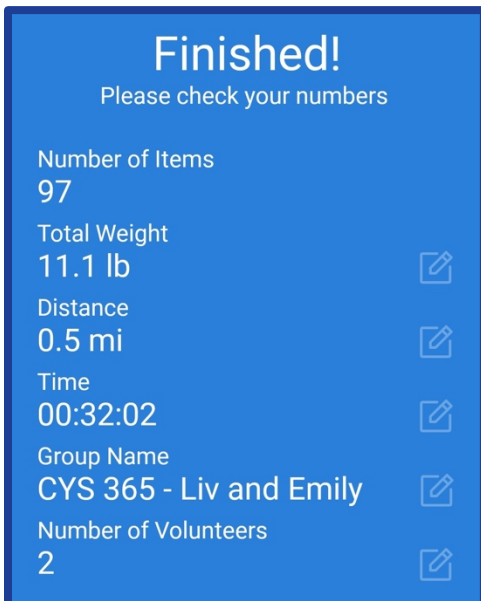 Finished!
Please check your numbers
Number of Items
97
Total Weight
11.1 lb
Distance
0.5 mi
Time
00:32:02
Group Name
CYS 365 - Liv and Emily
Number of Volunteers
2